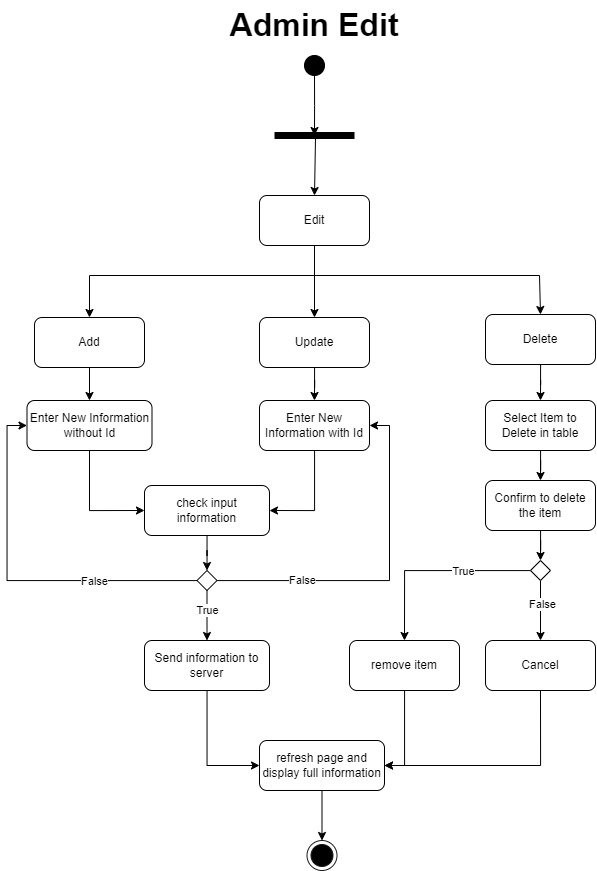 Admin Edit
Edit
Add
Update
Delete
Enter New Information
without Id
Enter New
Information with Id
Select Item to
Delete in table
check input
information
Confirm to delete
the item
False
False
True
True
False
Send information to
server
remove item
Cancel
refresh page and
display full information